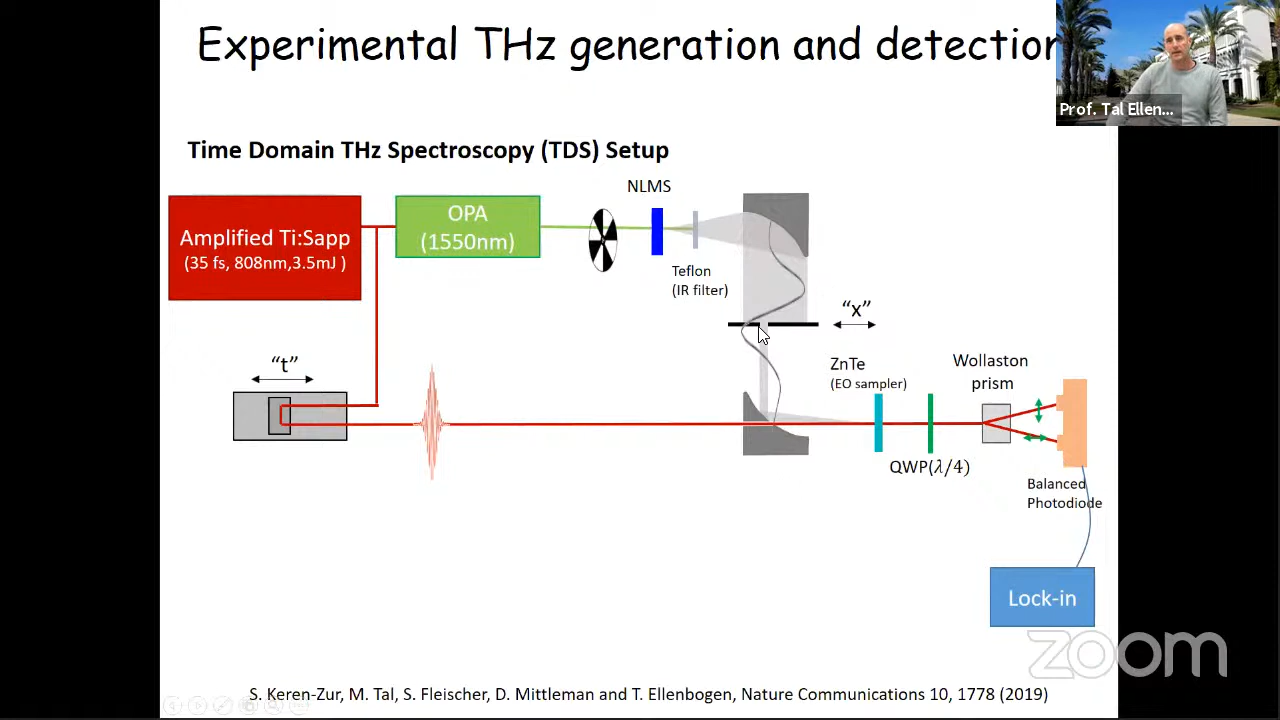 Experimental THz generation and detection
Prof. Tal Ellen...
Time Domain THz Spectroscopy (TDS) Setup
NLMS
Amplified Ti:Sapp
(35 fs, 808nm,3.5mJ )
OPA
(1550nm)
Teflon
(IR filter)
“x”
“t”
ZnTe
(EO sampler)
Wollaston
prism
QWP(λ/4)
Balanced
Photodiode
Lock-in
zoom
S. Keren-Zur, M. Tal, S. Fleischer, D. Mittleman and T. Ellenbogen, Nature Communications 10, 1778 (2019)